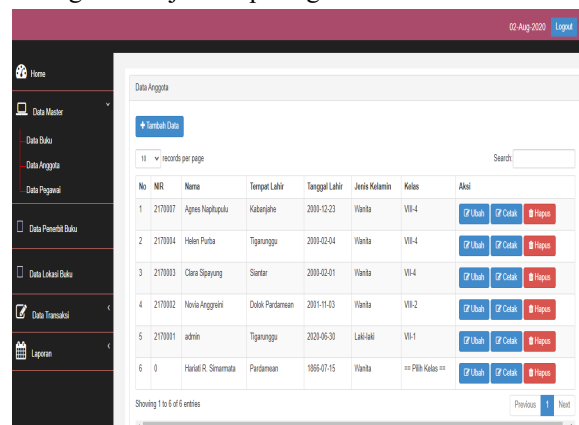 02-Aug-2020 Logout
Home
Data Master
Data Buku
Data Anggota
Data Pegawai
Data Penerbit Buku
Data Lokasi Buku
Data Transaksi
Laporan
Data Anggota
+Tambah Data
10 records per page Search:
No NIR Nama Tempat Lahir Tanggal Lahir Jenis Kelamin Kelas Aksi
1 2170007 Agnes Napitupulu Kabanjahe 2000-12-23 Wanita VIII-4 Ubah Cetak Hapus
2 2170004 Helen Purba Tigarunggu 2000-02-04 Wanita VIII-4 Ubah Cetak Hapus
3 2170003 Clara Sipayung Siantar 2000-02-01 Wanita VII-4 Ubah Cetak Hapus
4 2170002 Novia Anggreini Dolok Pardamean 2001-11-03 Wanita VIII-2 Ubah Cetak Hapus
5 2170001 admin Tigarunggu 2020-06-30 Laki-laki VII-1 Ubah Cetak Hapus
6 0 Hariati R. Simarmata Pardamean 1866-07-15 Wanita == Pilih Kelas == Ubah Cetak Hapus
Showing 1 to 6 of 6 entries Previous 1 Next